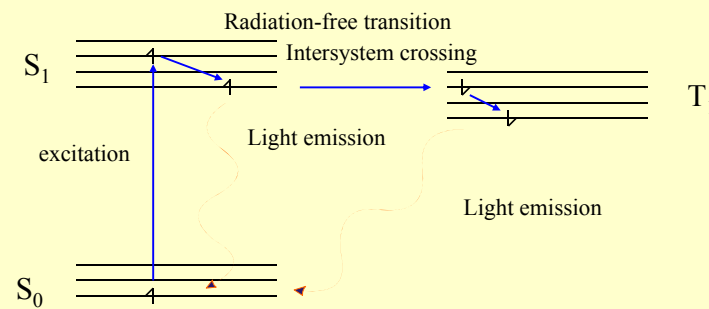 Radiation-free transition
Intersystem crossing
S1
T
Light emission
excitation
Light emission
S0